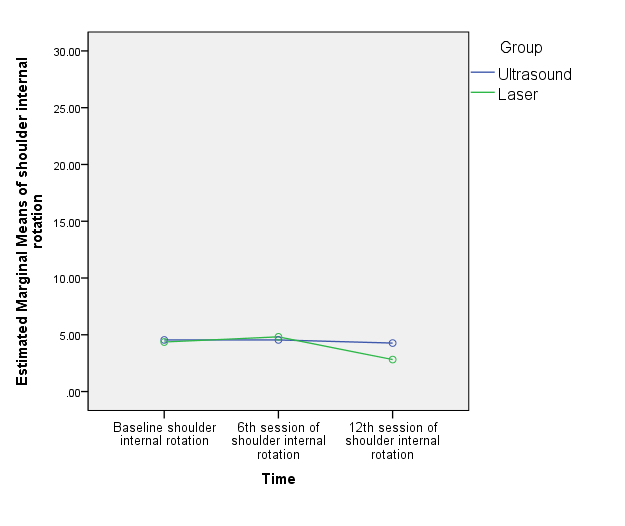 Estimated Marginal Means of shoulder internal
rotation
30.00
25.00
20.00
15.00
10.00
5.00
.00
Group
Ultrasound
Laser
Baseline shoulder
internal rotation
6th session of
shoulder internal
rotation
12th session of
shoulder internal
rotation
Time